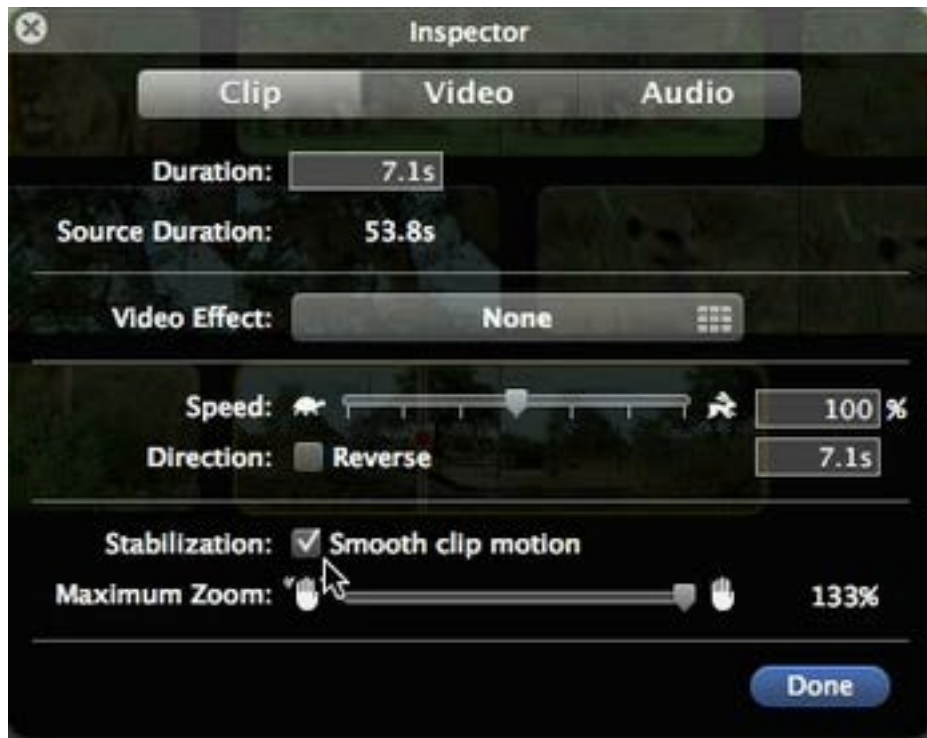 Inspector
Clip Video Audio
Duration: 7.1s
Source Duration: 53.8s
Video Effect: None
Speed: 100 %
Direction: Reverse 7.1s
Stabilization: Smooth clip motion
Maximum Zoom: 133%
Done